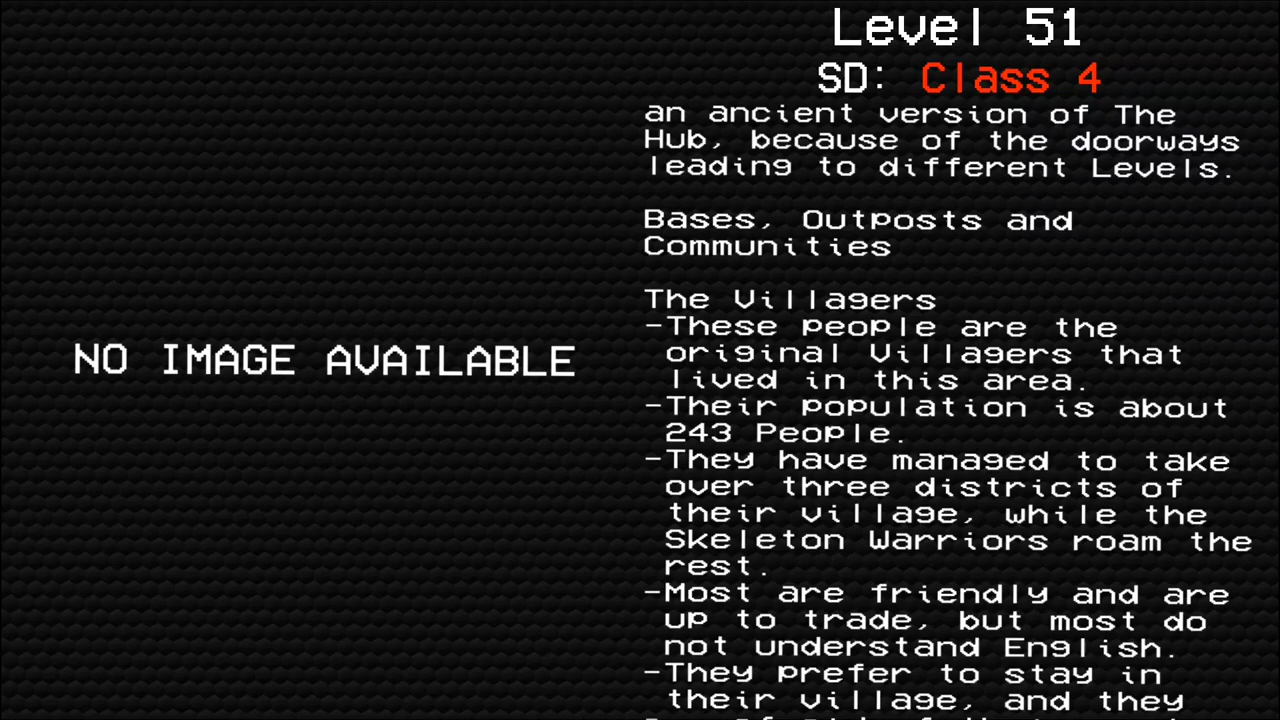 Level 51
SD: Class 4
an ancient version of The
Hub, because of the doorways
leading to different Levels.
Bases, Outposts and
Communities
The Villagers
-These people are the
original Villagers that
lived in this area.
-Their population is about
243 People.
-They have managed to take
over three districts of
their village, while the
Skeleton Warriors roam the
rest.
-Most are friendly and are
up to trade, but most do
not understand English.
-They prefer to stay in
their village, and they
NO IMAGE AVAILABLE